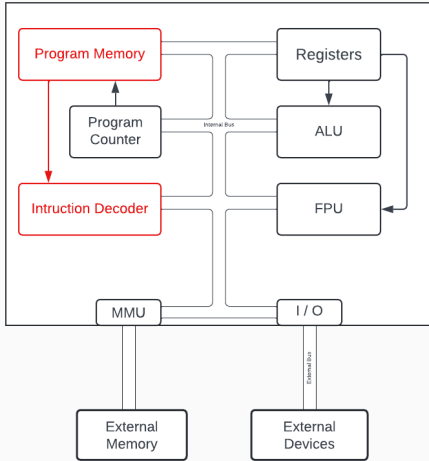 Program Memory
Registers
Program
Counter
Internal Bus
ALU
Intruction Decoder
FPU
MMU
I / O
External Bus
External
Memory
External
Devices